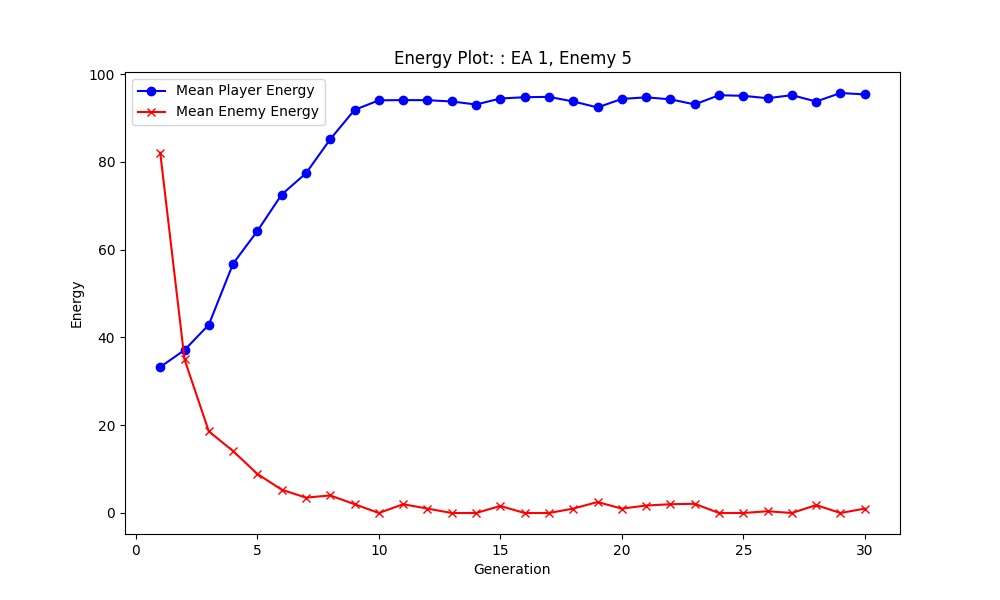 Energy Plot: : EA 1, Enemy 5
Mean Player Energy
Mean Enemy Energy
Energy
100
80
60
40
20
0
0 5 10 15 20 25 30
Generation